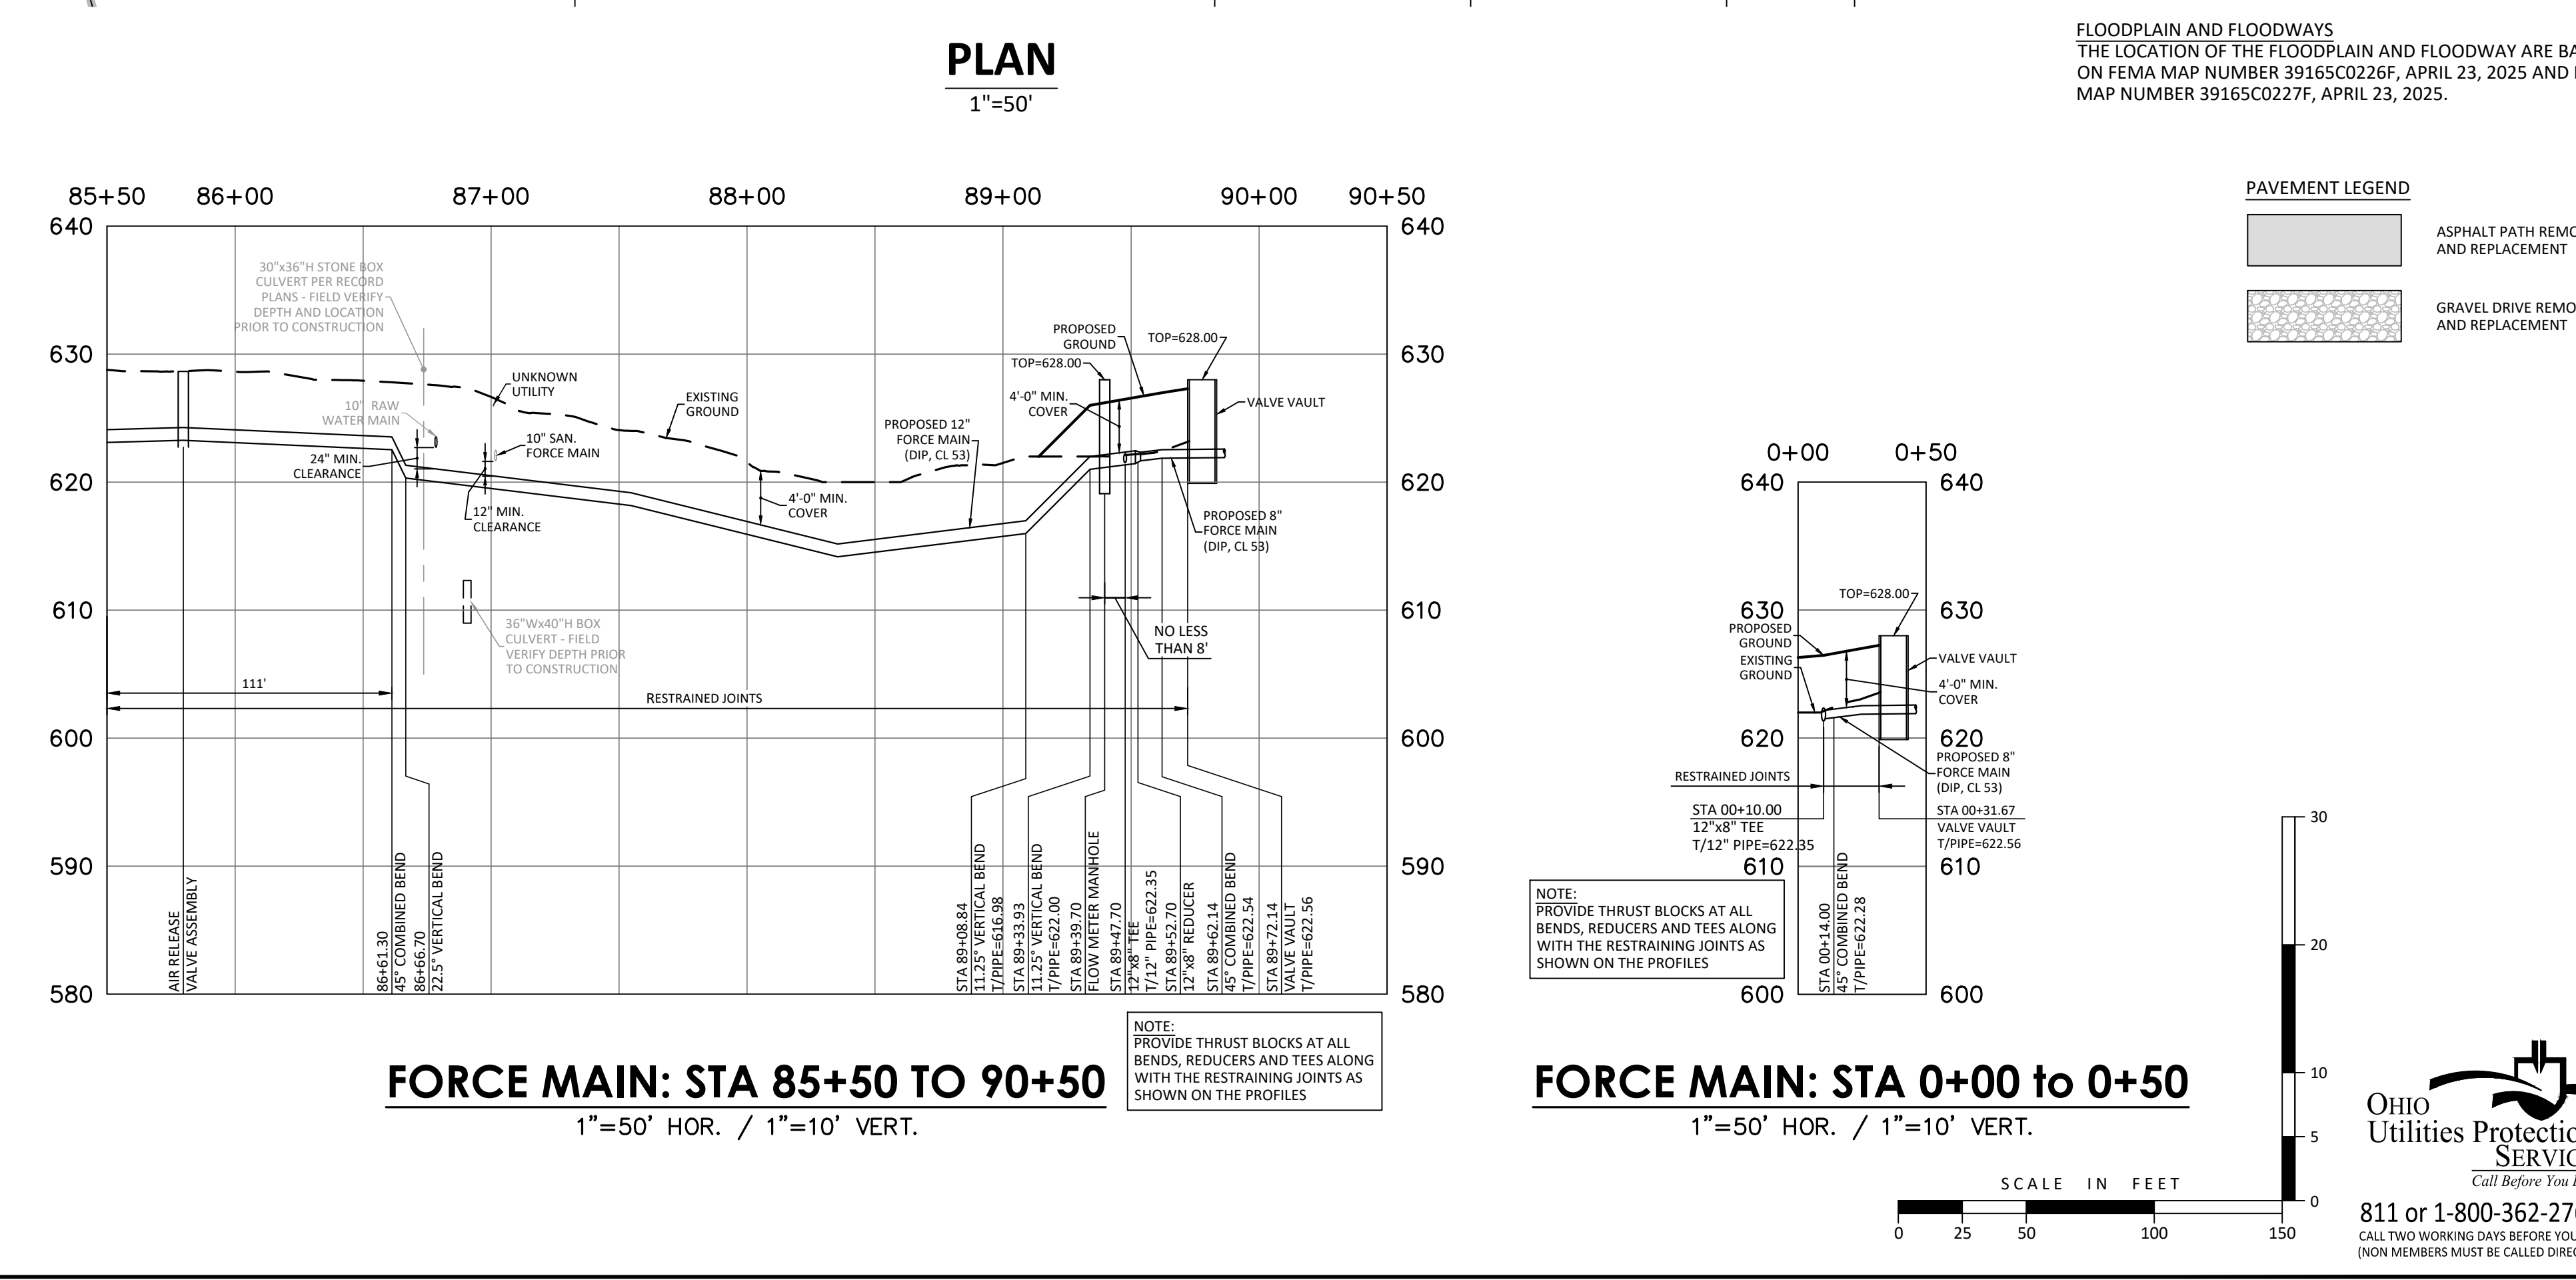 PLAN
1"=50'
FLOODPLAIN AND FLOODWAYS
THE LOCATION OF THE FLOODPLAIN AND FLOODWAY ARE
ON FEMA MAP NUMBER 39165C0226F, APRIL 23, 2025 AND
MAP NUMBER 39165C0227F, APRIL 23, 2025.
PAVEMENT LEGEND
ASPHALT PATH
AND REPLACEMENT
GRAVEL DRIVE
AND REPLACEMENT
85+50 86+00 87+00 88+00 89+00 90+00 90+50
640 640
630 630
620 620
610 610
600 600
590 590
580 580
30"x36"H STONE BOX
CULVERT PER RECORD
PLANS - FIELD VERIFY
DEPTH AND LOCATION
PRIOR TO CONSTRUCTION
10" RAW
WATER MAIN
24" MIN.
CLEARANCE
UNKNOWN
UTILITY
10" SAN.
FORCE MAIN
12" MIN.
CLEARANCE
EXISTING
GROUND
4'-0" MIN.
COVER
PROPOSED 12"
FORCE MAIN
(DIP, CL 53)
PROPOSED
GROUND
TOP=628.00
TOP=628.00
4'-0" MIN.
COVER
VALVE VAULT
PROPOSED 8"
FORCE MAIN
(DIP, CL 53)
NO LESS
THAN 8'
36"Wx40"H BOX
CULVERT - FIELD
VERIFY DEPTH PRIOR
TO CONSTRUCTION
111'
RESTRAINED JOINTS
AIR RELEASE
VALVE ASSEMBLY
86+61.30
45° COMBINED BEND
86+66.70
22.5° VERTICAL BEND
STA 89+08.84
11.25° VERTICAL BEND
T/PIPE=616.98
STA 89+33.93
11.25° VERTICAL BEND
T/PIPE=622.00
STA 89+39.70
FLOW METER MANHOLE
STA 89+47.70
12"x8" TEE
T/12" PIPE=622.35
STA 89+52.70
12"x8" REDUCER
STA 89+62.14
45° COMBINED BEND
T/PIPE=622.54
STA 89+72.14
VALVE VAULT
T/PIPE=622.56
NOTE:
PROVIDE THRUST BLOCKS AT ALL
BENDS, REDUCERS AND TEES ALONG
WITH THE RESTRAINING JOINTS AS
SHOWN ON THE PROFILES
FORCE MAIN: STA 85+50 TO 90+50
1"=50' HOR. / 1"=10' VERT.
0+00 0+50
640 640
630 630
620 620
610 610
600 600
TOP=628.00
PROPOSED
GROUND
EXISTING
GROUND
VALVE VAULT
4'-0" MIN.
COVER
PROPOSED 8"
FORCE MAIN
(DIP, CL 53)
RESTRAINED JOINTS
STA 00+10.00
12"x8" TEE
T/12" PIPE=622.35
STA 00+31.67
VALVE VAULT
T/PIPE=622.56
STA 00+14.00
45° COMBINED BEND
T/PIPE=622.28
NOTE:
PROVIDE THRUST BLOCKS AT ALL
BENDS, REDUCERS AND TEES ALONG
WITH THE RESTRAINING JOINTS AS
SHOWN ON THE PROFILES
FORCE MAIN: STA 0+00 to 0+50
1"=50' HOR. / 1"=10' VERT.
30
20
10
5
0
SCALE IN FEET
0 25 50 100 150
OHIO
Utilities
Call Before You
811 or 1-800-362-
CALL TWO WORKING DAYS BEFORE
(NON MEMBERS MUST BE CALLED